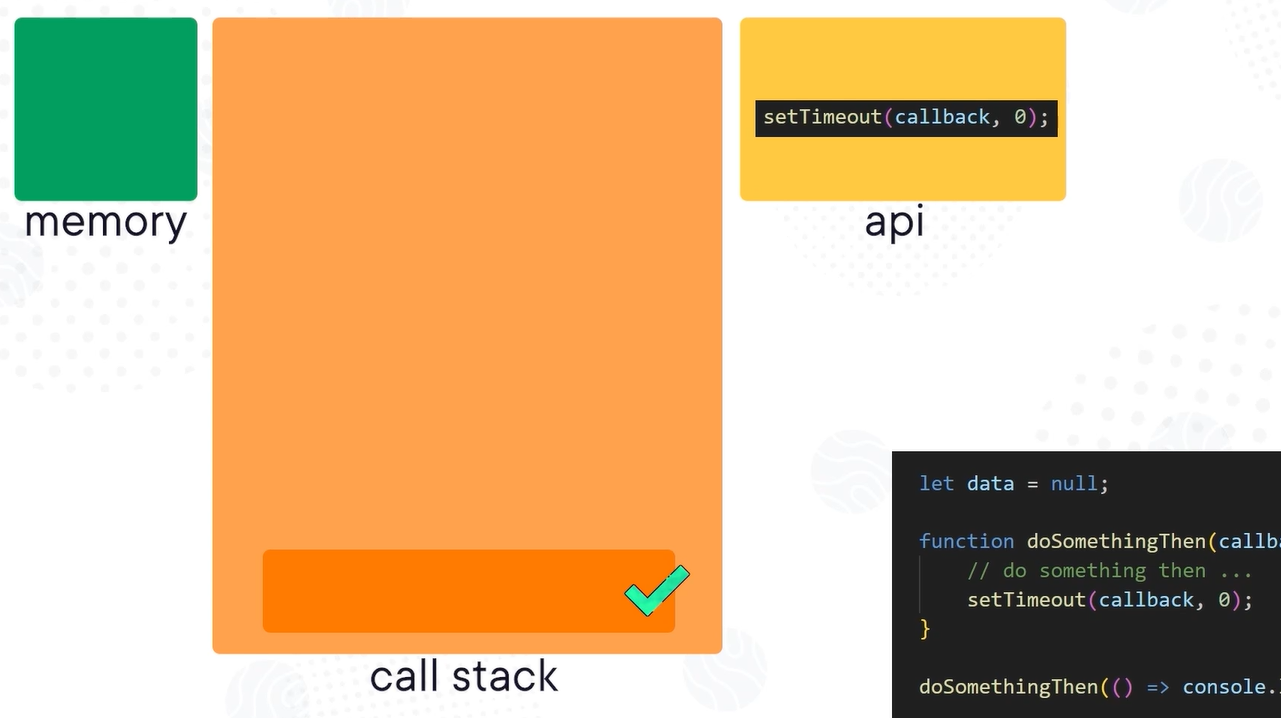 setTimeout(callback, 0);
memory
api
let data = null;
function doSomethingThen(callba
// do something then ...
setTimeout(callback, 0);
}
doSomethingThen(() => console.
call stack